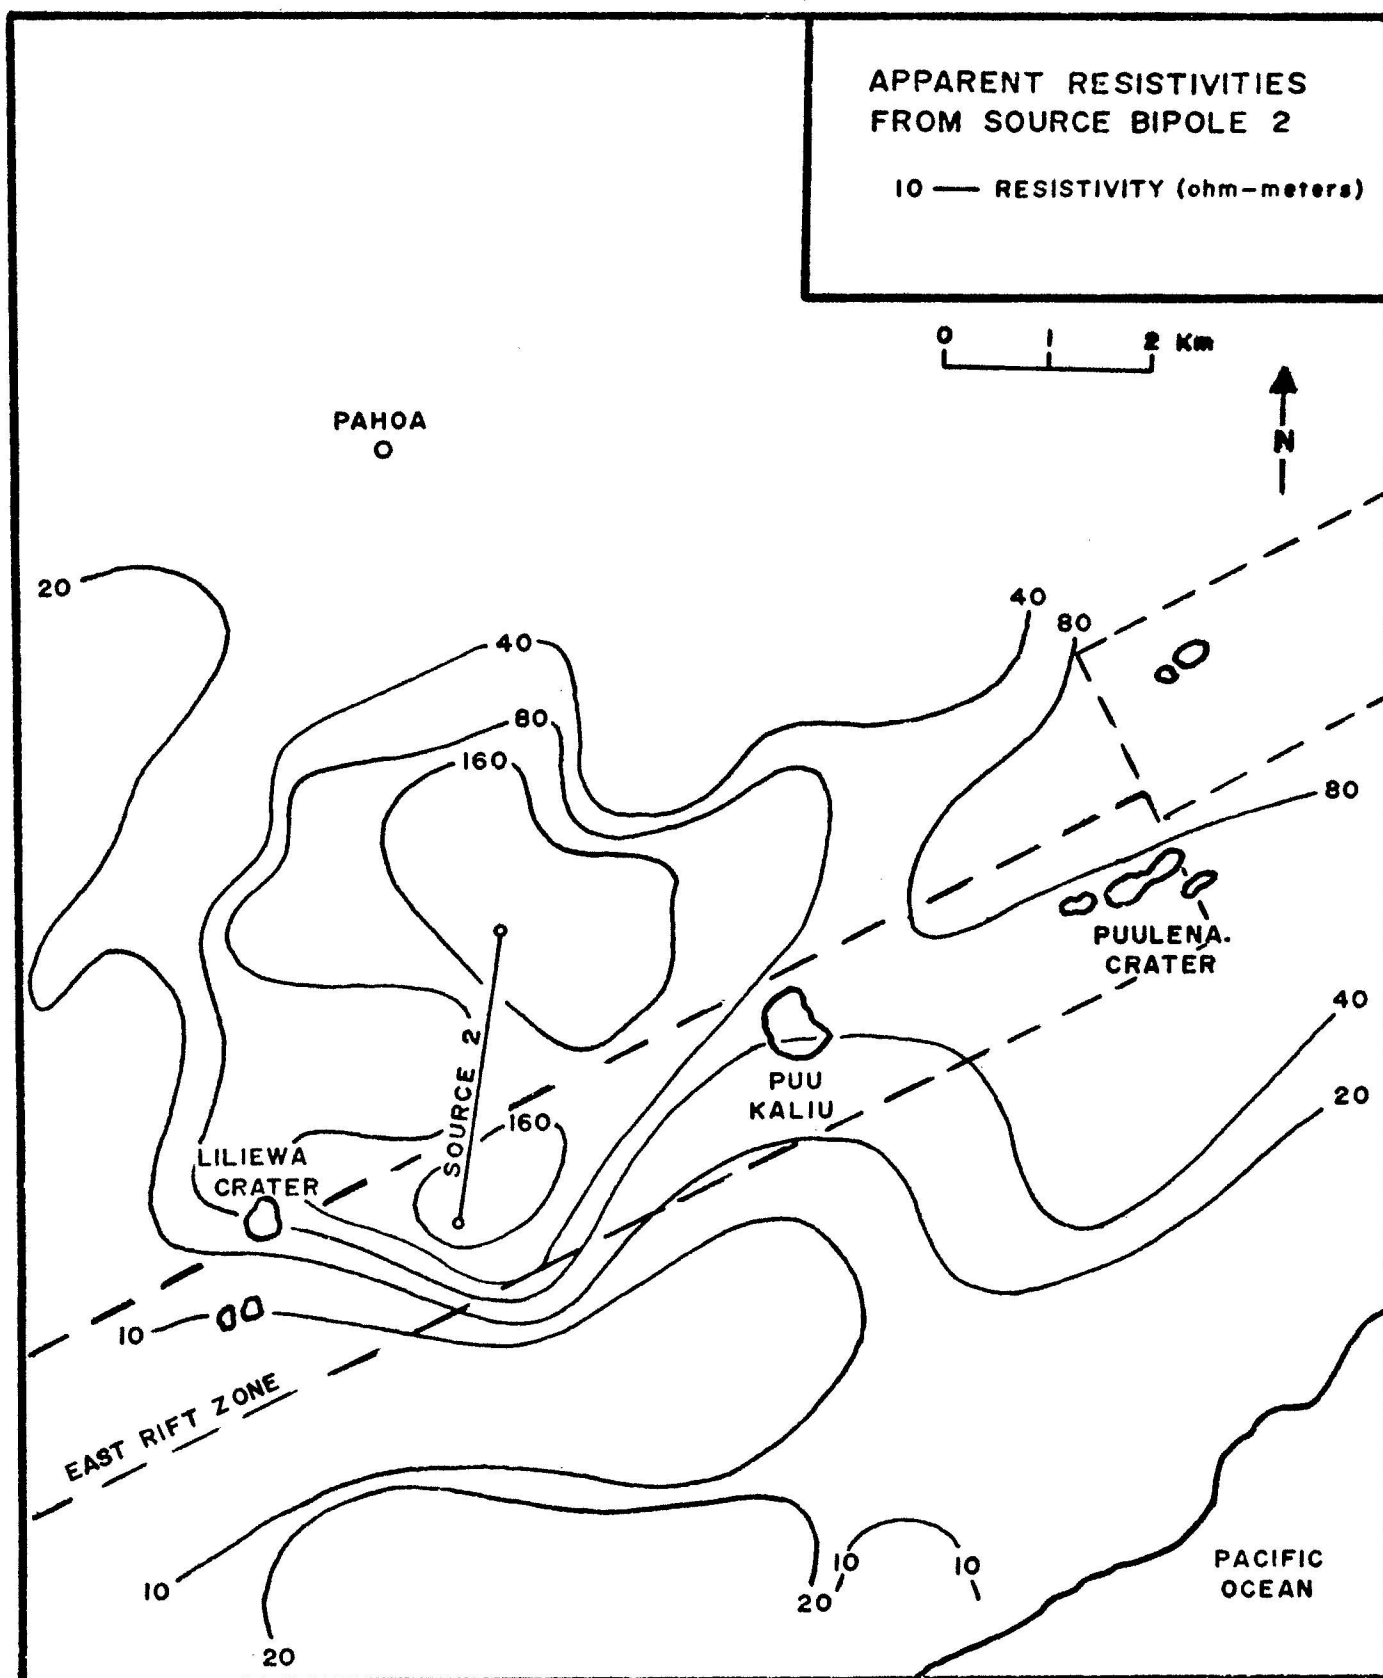 APPARENT RESISTIVITIES
FROM SOURCE BIPOLE 2
10 — RESISTIVITY (ohm-meters)
0 1 2 Km
N
PAHOA
20
40
80
40
80
160
80
PUULENA
CRATER
40
20
SOURCE 2
PUU
KALIU
160
LILIEWA
CRATER
10
EAST RIFT ZONE
10
20
20
10
10
PACIFIC
OCEAN